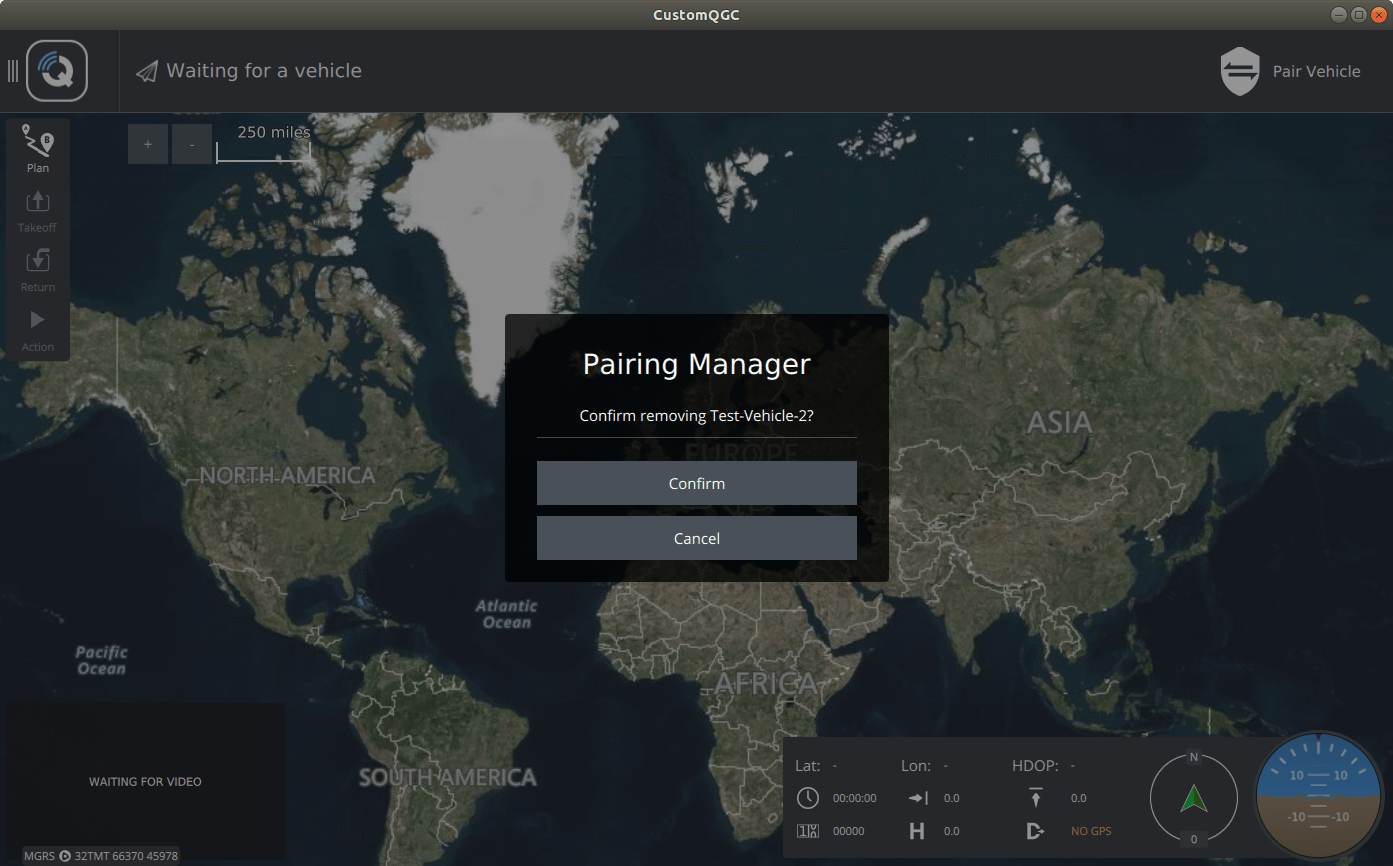 CustomQGC
Waiting for a vehicle
Pair Vehicle
Plan
Takeoff
Return
Action
+
-
250 miles
Pairing Manager
Confirm removing Test-Vehicle-2?
Confirm
Cancel
EUROPE
ASIA
NORTH AMERICA
Atlantic
Ocean
Pacific
Ocean
AFRICA
SOUTH AMERICA
WAITING FOR VIDEO
MGRS 32TMT 66370 45978
Lat: - Lon: - HDOP: -
00:00:00 0.0 0.0
00000 H 0.0 NO GPS
N
0
10 10
-10 -10